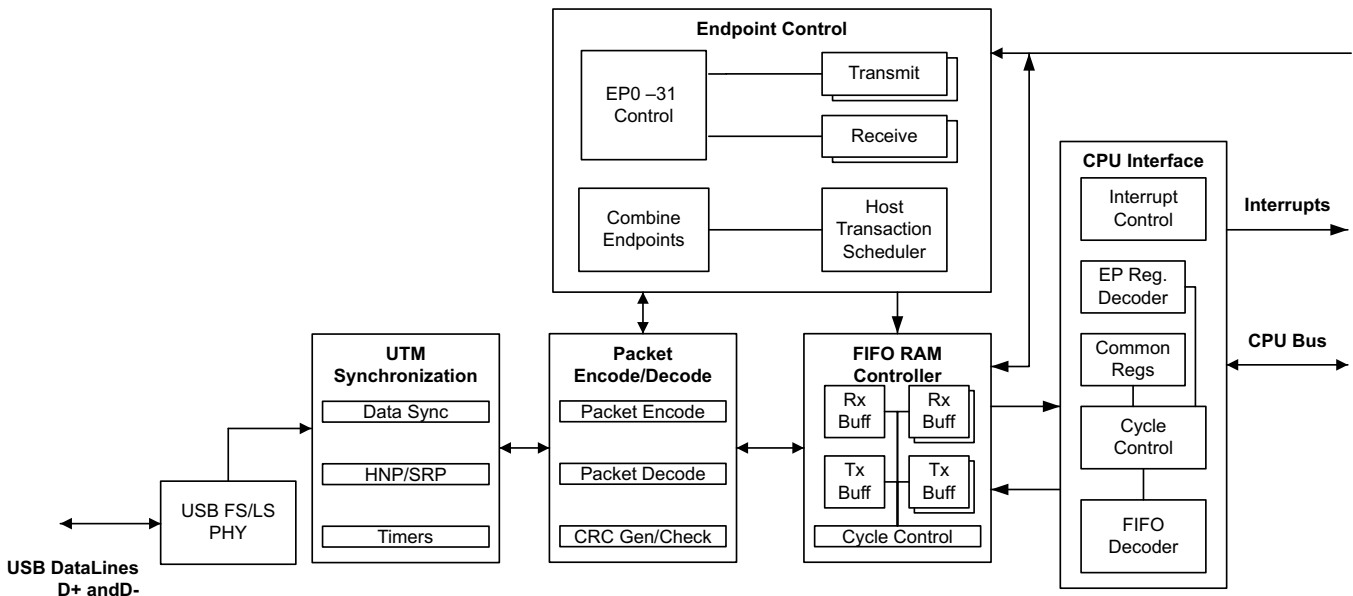 Endpoint Control
EP0 –31
Control
Transmit
Receive
Combine
Endpoints
Host
Transaction
Scheduler
CPU Interface
Interrupt
Control
EP Reg.
Decoder
Common
Regs
Cycle
Control
FIFO
Decoder
Interrupts
CPU Bus
UTM
Synchronization
Data Sync
HNP/SRP
Timers
Packet
Encode/Decode
Packet Encode
Packet Decode
CRC Gen/Check
FIFO RAM
Controller
Rx
Buff
Rx
Buff
Tx
Buff
Tx
Buff
Cycle Control
USB FS/LS
PHY
USB DataLines
D+ andD-